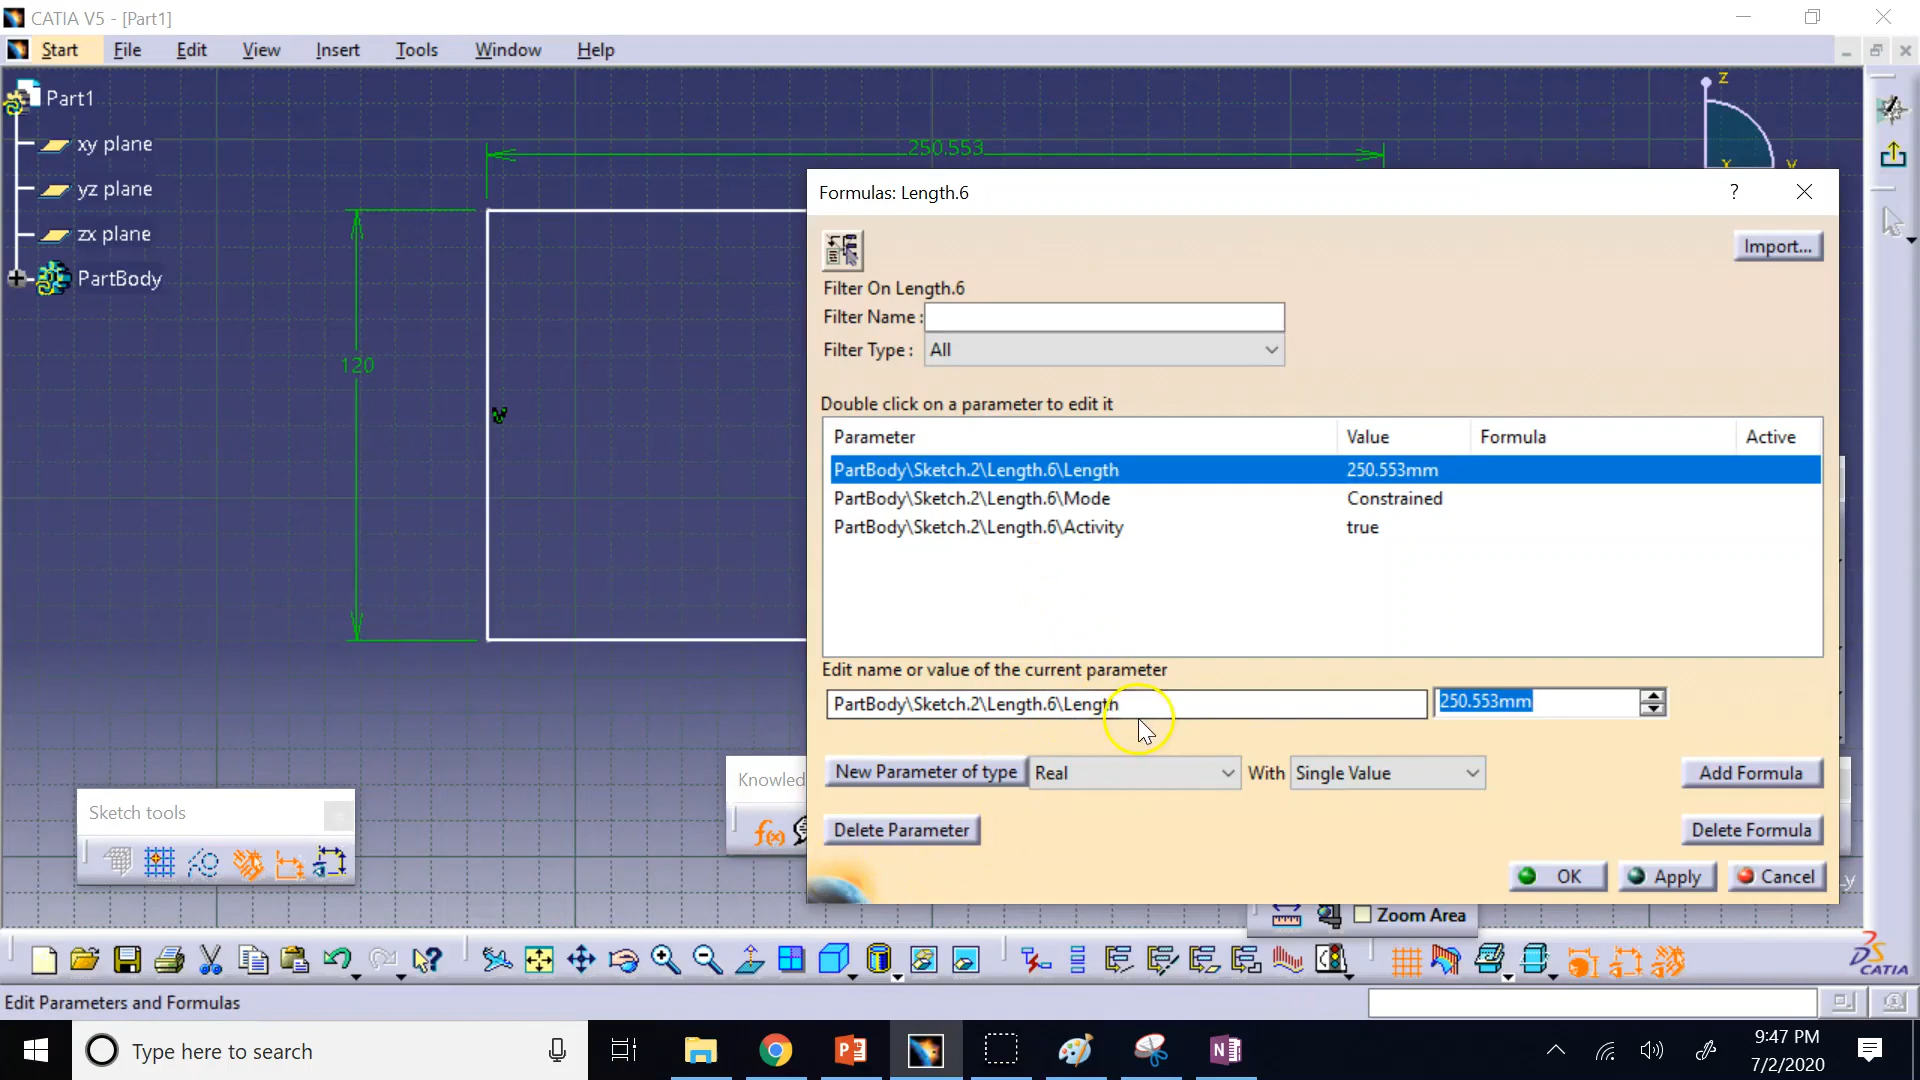 CATIA V5 - [Part1]
Start File Edit View Insert Tools Window Help
Part1
xy plane
yz plane
zx plane
PartBody
250.553
120
z
Formulas: Length.6
?
Import...
Filter On Length.6
Filter Name :
Filter Type : All
Double click on a parameter to edit it
Parameter Value Formula Active
PartBody\Sketch.2\Length.6\Length 250.553mm
PartBody\Sketch.2\Length.6\Mode Constrained
PartBody\Sketch.2\Length.6\Activity true
Edit name or value of the current parameter
PartBody\Sketch.2\Length.6\Length 250.553mm
New Parameter of type Real With Single Value Add Formula
Delete Parameter Delete Formula
OK Apply Cancel
Sketch tools
Knowled
f(x)
Zoom Area
CATIA
Edit Parameters and Formulas
Type here to search
9:47 PM
7/2/2020